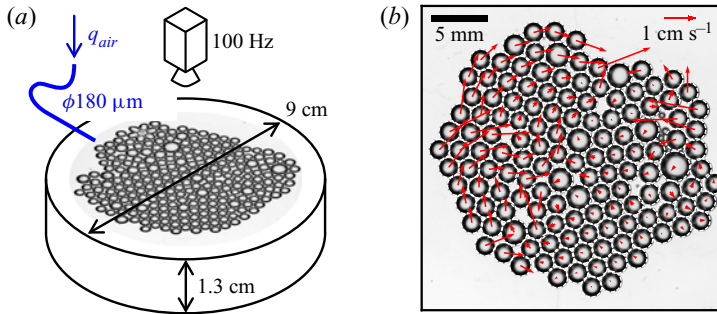 (a)
q_air
100 Hz
ϕ180 μm
9 cm
1.3 cm
(b)
5 mm
1 cm s⁻¹